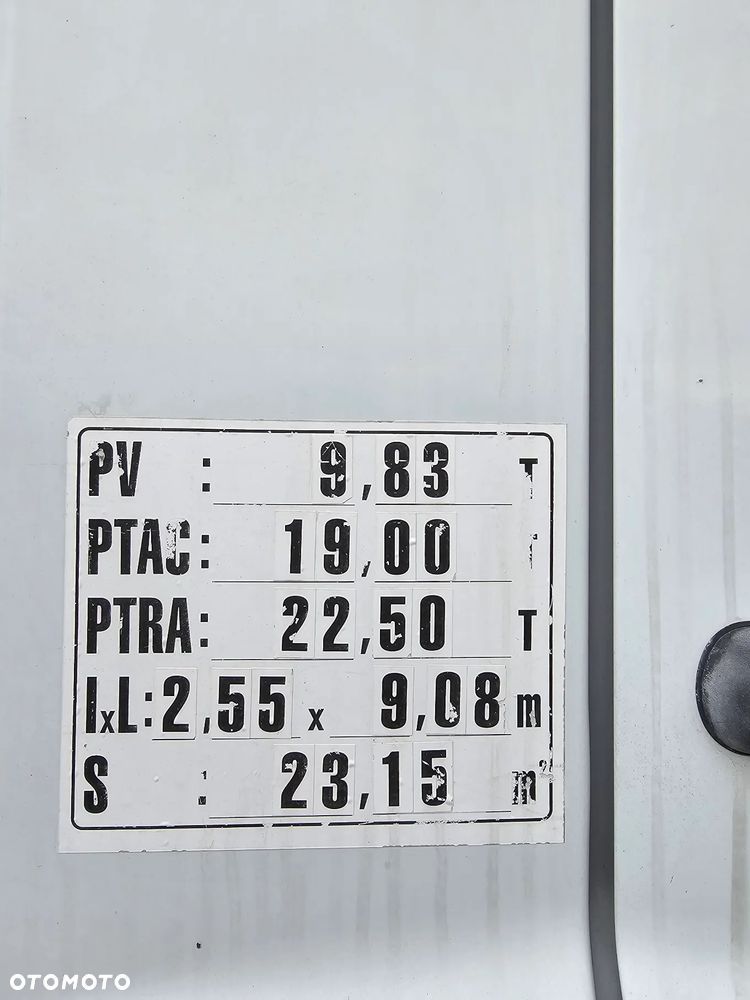 PV : 9,83 T
PTAC: 19,00 T
PTRA: 22,50 T
lxL: 2,55 x 9,08 m
S : 23,15 m²
OTOMOTO